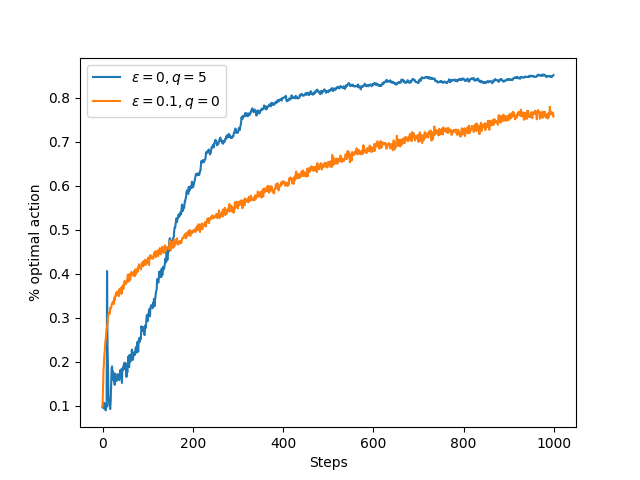 ε = 0, q = 5
ε = 0.1, q = 0
% optimal action
0.8
0.7
0.6
0.5
0.4
0.3
0.2
0.1
0 200 400 600 800 1000
Steps